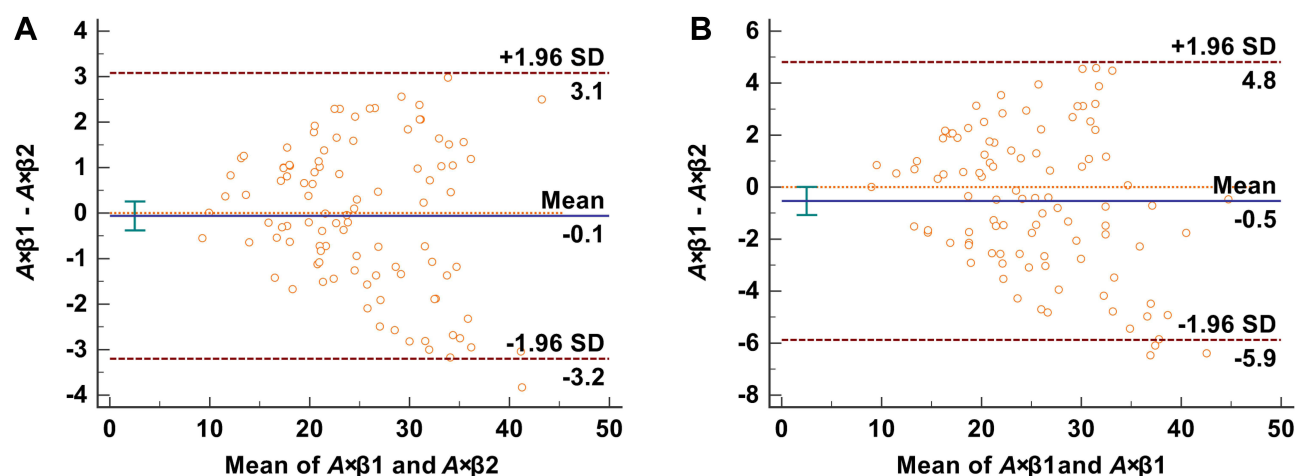 A
4
3
2
1
0
-1
-2
-3
-4
A×β1 - A×β2
+1.96 SD
3.1
Mean
-0.1
-1.96 SD
-3.2
0 10 20 30 40 50
Mean of A×β1 and A×β2
B
6
4
2
0
-2
-4
-6
-8
A×β1 - A×β2
+1.96 SD
4.8
Mean
-0.5
-1.96 SD
-5.9
0 10 20 30 40 50
Mean of A×β1and A×β1